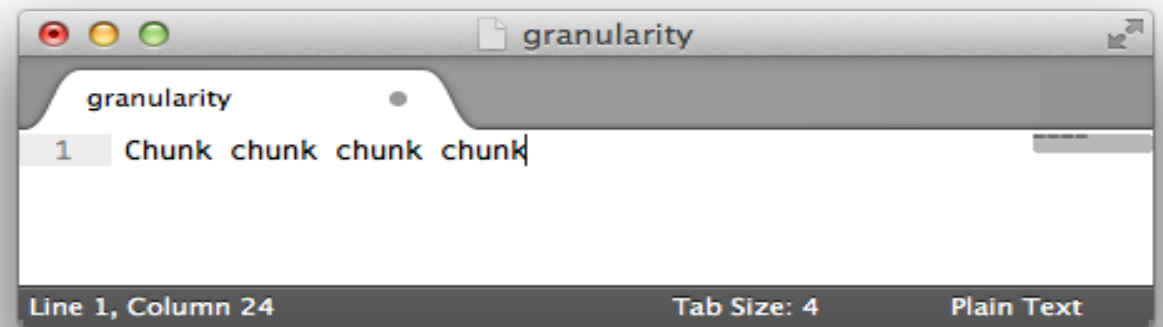 granularity
granularity
1 Chunk chunk chunk chunk
Line 1, Column 24 Tab Size: 4 Plain Text